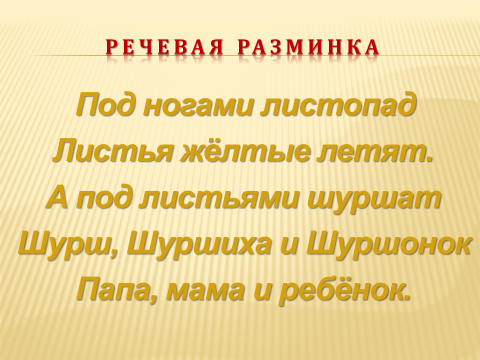 РЕЧЕВАЯ РАЗМИНКА
Под ногами листопад
Листья жёлтые летят.
А под листьями шуршат
Шурш, Шуршиха и Шуршонок
Папа, мама и ребёнок.